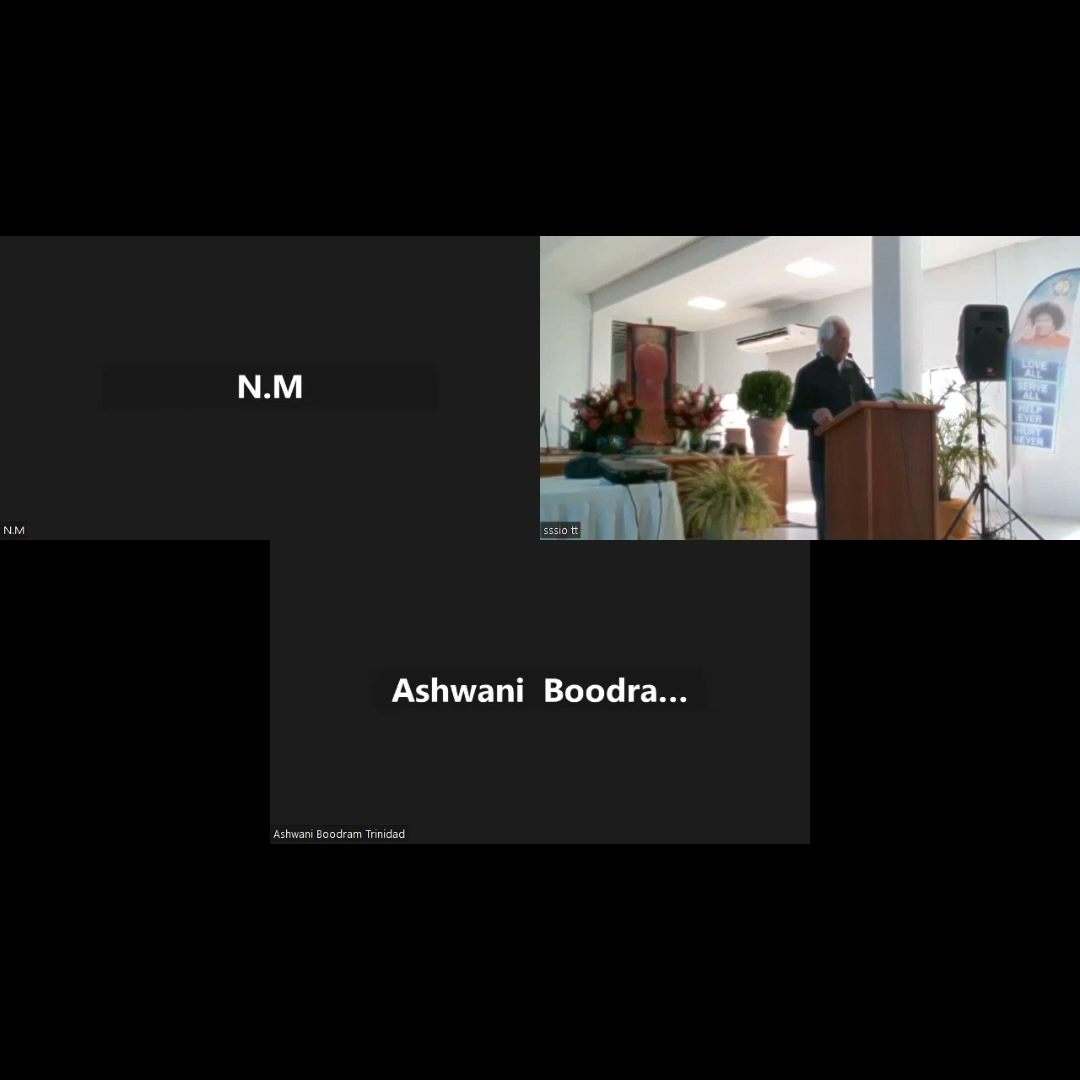 N.M
N.M
LOVE
ALL
SERVE
ALL
HELP
EVER
HURT
NEVER
sssio tt
Ashwani Boodra...
Ashwani Boodram Trinidad